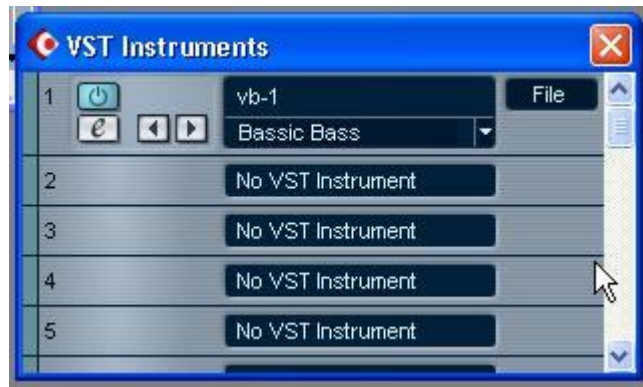 VST Instruments
1 vb-1 File
e Bassic Bass
2 No VST Instrument
3 No VST Instrument
4 No VST Instrument
5 No VST Instrument